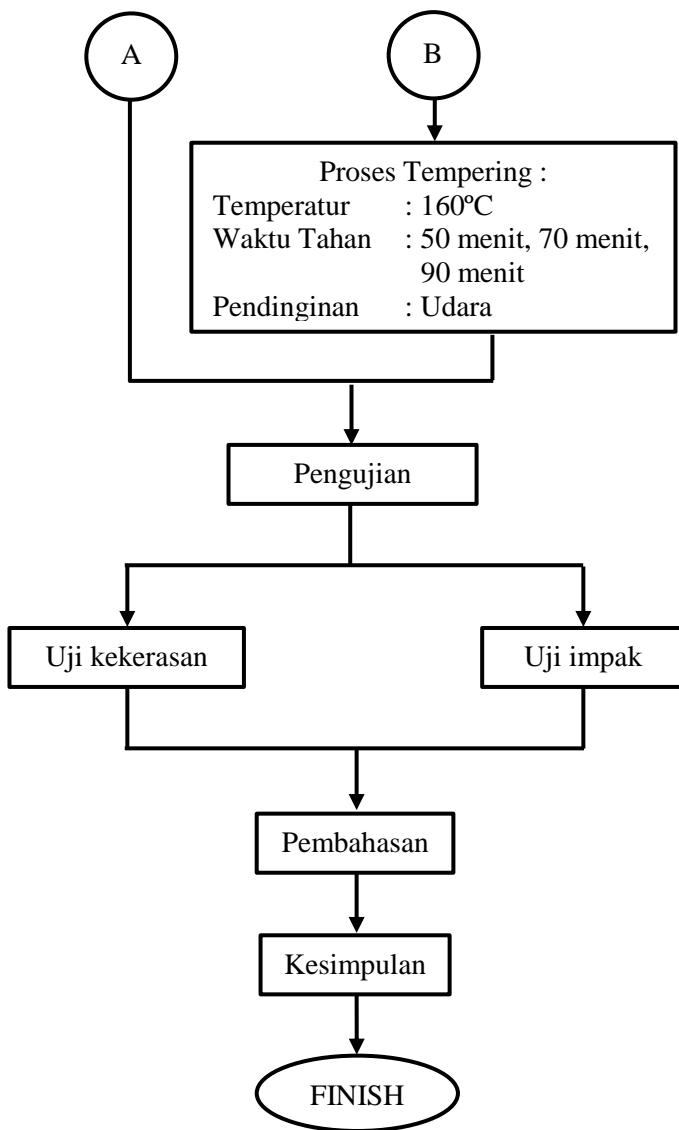 A
B
Proses Tempering :
Temperatur : 160ºC
Waktu Tahan : 50 menit, 70 menit,
90 menit
Pendinginan : Udara
Pengujian
Uji kekerasan
Uji impak
Pembahasan
Kesimpulan
FINISH